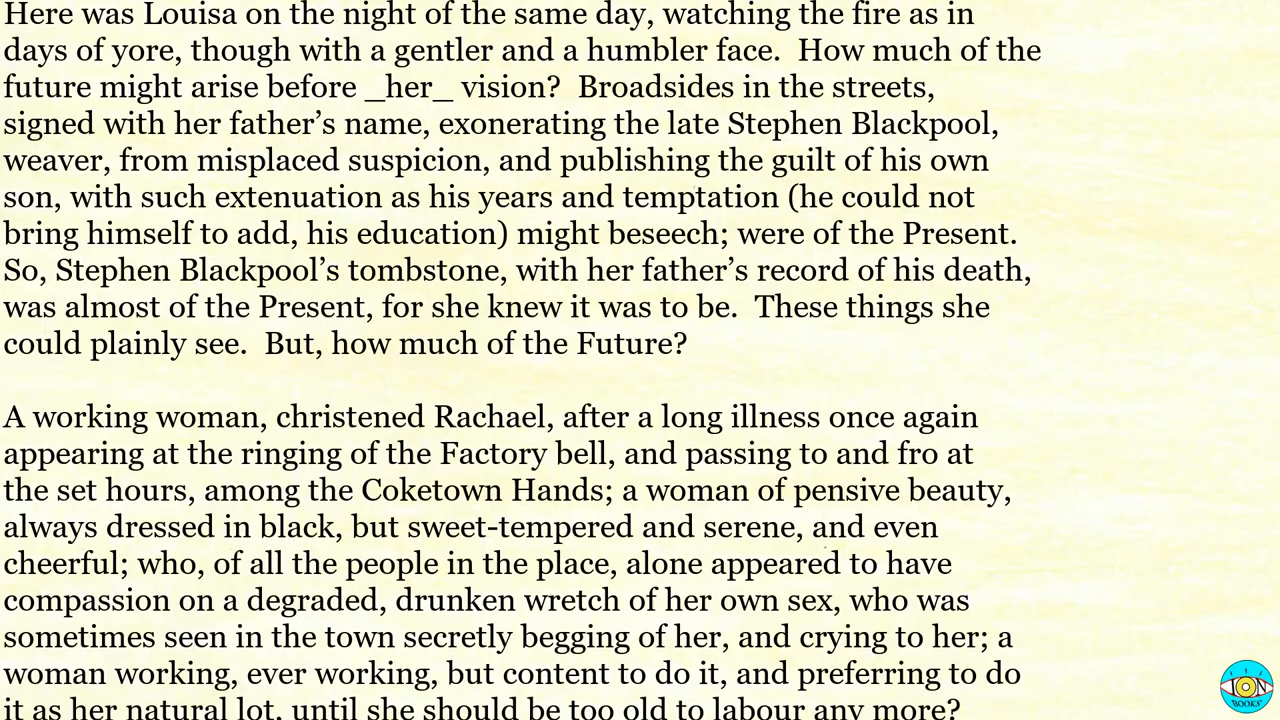 Here was Louisa on the night of the same day, watching the fire as in
days of yore, though with a gentler and a humbler face.  How much of the
future might arise before _her_ vision?  Broadsides in the streets,
signed with her father’s name, exonerating the late Stephen Blackpool,
weaver, from misplaced suspicion, and publishing the guilt of his own
son, with such extenuation as his years and temptation (he could not
bring himself to add, his education) might beseech; were of the Present.
So, Stephen Blackpool’s tombstone, with her father’s record of his death,
was almost of the Present, for she knew it was to be.  These things she
could plainly see.  But, how much of the Future?

A working woman, christened Rachael, after a long illness once again
appearing at the ringing of the Factory bell, and passing to and fro at
the set hours, among the Coketown Hands; a woman of pensive beauty,
always dressed in black, but sweet-tempered and serene, and even
cheerful; who, of all the people in the place, alone appeared to have
compassion on a degraded, drunken wretch of her own sex, who was
sometimes seen in the town secretly begging of her, and crying to her; a
woman working, ever working, but content to do it, and preferring to do
it as her natural lot, until she should be too old to labour any more?
ION
BOOKS